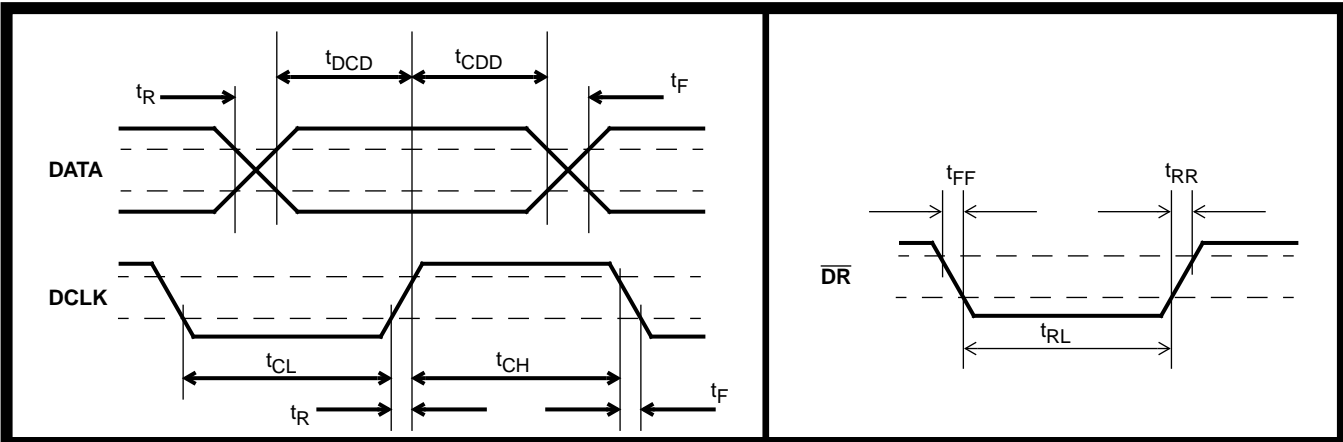 tDCD
tCDD
tR
tF
DATA
DCLK
tCL
tCH
tR
tF
tFF
tRR
DR
tRL